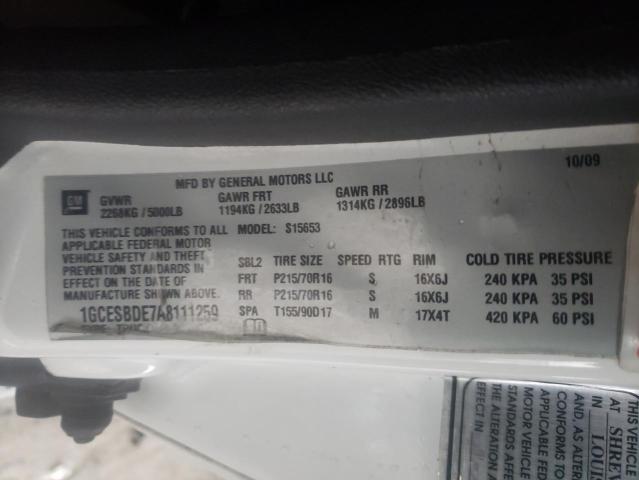 10/09
MFD BY GENERAL MOTORS LLC
GM GVWR GAWR FRT GAWR RR
2268KG / 5000LB 1194KG / 2633LB 1314KG / 2896LB
THIS VEHICLE CONFORMS TO ALL MODEL: S15653
APPLICABLE FEDERAL MOTOR
VEHICLE SAFETY AND THEFT
PREVENTION STANDARDS IN
EFFECT ON THE DATE OF
MANUFACTURE SHOWN ABOVE.
SBL2 TIRE SIZE SPEED RTG RIM COLD TIRE PRESSURE
FRT P215/70R16 S 16X6J 240 KPA 35 PSI
RR P215/70R16 S 16X6J 240 KPA 35 PSI
SPA T155/90D17 M 17X4T 420 KPA 60 PSI
1GCESBDE7A8111259
TYPE: TRUCK
THIS VEHICLE
AT SHREV
IN LOUIS
AND, AS ALTER
CONFORMS TO
APPLICABLE FED
MOTOR VEHICLE
STANDARDS AFFE
THE ALTERATION A
EFFECT IN